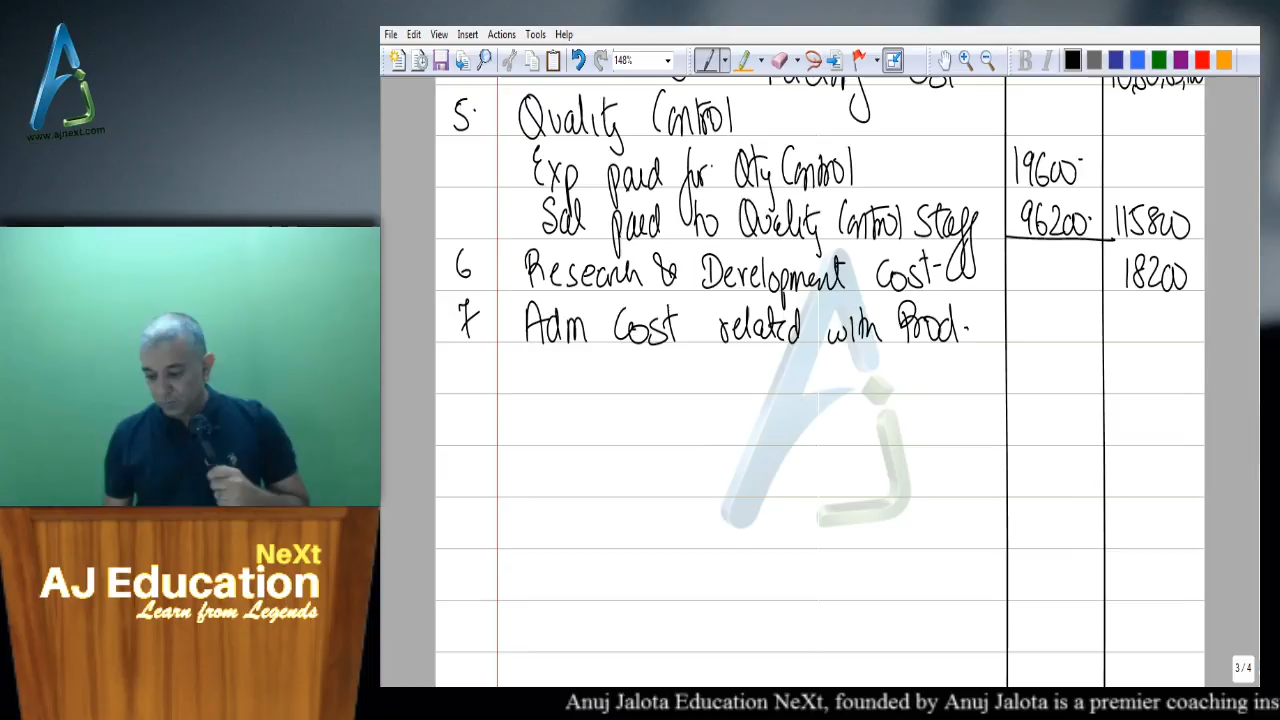 www.ajnext.com
File Edit View Insert Actions Tools Help
148%
5. Quality Control
Exp paid for Qty Control 19600
Sal paid to Quality Control Staff 96200 115800
6 Research & Development Cost 18200
7 Adm Cost related with Prod.
NeXt
AJ Education
Learn from Legends
3 / 4
Anuj Jalota Education NeXt, founded by Anuj Jalota is a premier coaching ins